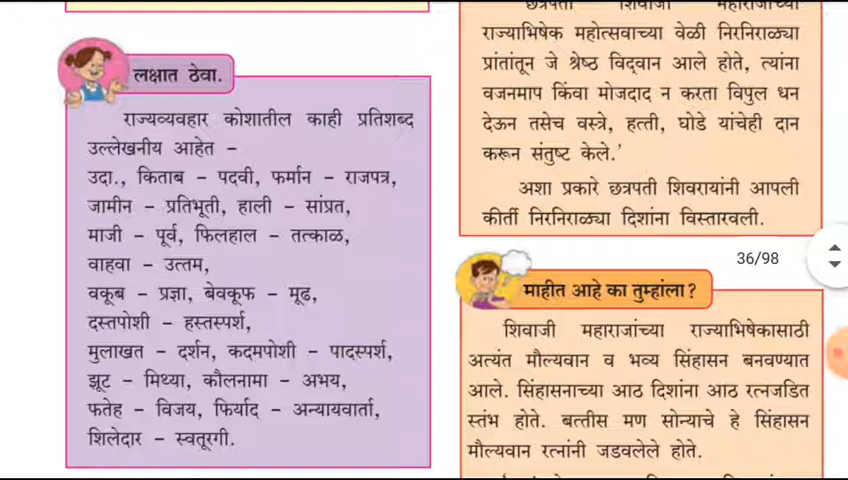 लक्षात ठेवा.
राज्यव्यवहार कोशातील काही प्रतिशब्द
उल्लेखनीय आहेत –
उदा., किताब – पदवी, फर्मान – राजपत्र,
जामीन – प्रतिभूती, हाली – सांप्रत,
माजी – पूर्व, फिलहाल – तत्काळ,
वाहवा – उत्तम,
वकूब – प्रज्ञा, बेवकूफ – मूढ,
दस्तपोशी – हस्तस्पर्श,
मुलाखत – दर्शन, कदमपोशी – पादस्पर्श,
झूट – मिथ्या, कौलनामा – अभय,
फतेह – विजय, फिर्याद – अन्यायवार्ता,
शिलेदार – स्वतूरगी.
छत्रपती शिवाजी महाराजांच्या
राज्याभिषेक महोत्सवाच्या वेळी निरनिराळ्या
प्रांतांतून जे श्रेष्ठ विद्वान आले होते, त्यांना
वजनमाप किंवा मोजदाद न करता विपुल धन
देऊन तसेच वस्त्रे, हत्ती, घोडे यांचेही दान
करून संतुष्ट केले.’
अशा प्रकारे छत्रपती शिवरायांनी आपली
कीर्ती निरनिराळ्या दिशांना विस्तारवली.
36/98
माहीत आहे का तुम्हांला?
शिवाजी महाराजांच्या राज्याभिषेकासाठी
अत्यंत मौल्यवान व भव्य सिंहासन बनवण्यात
आले. सिंहासनाच्या आठ दिशांना आठ रत्नजडित
स्तंभ होते. बत्तीस मण सोन्याचे हे सिंहासन
मौल्यवान रत्नांनी जडवलेले होते.